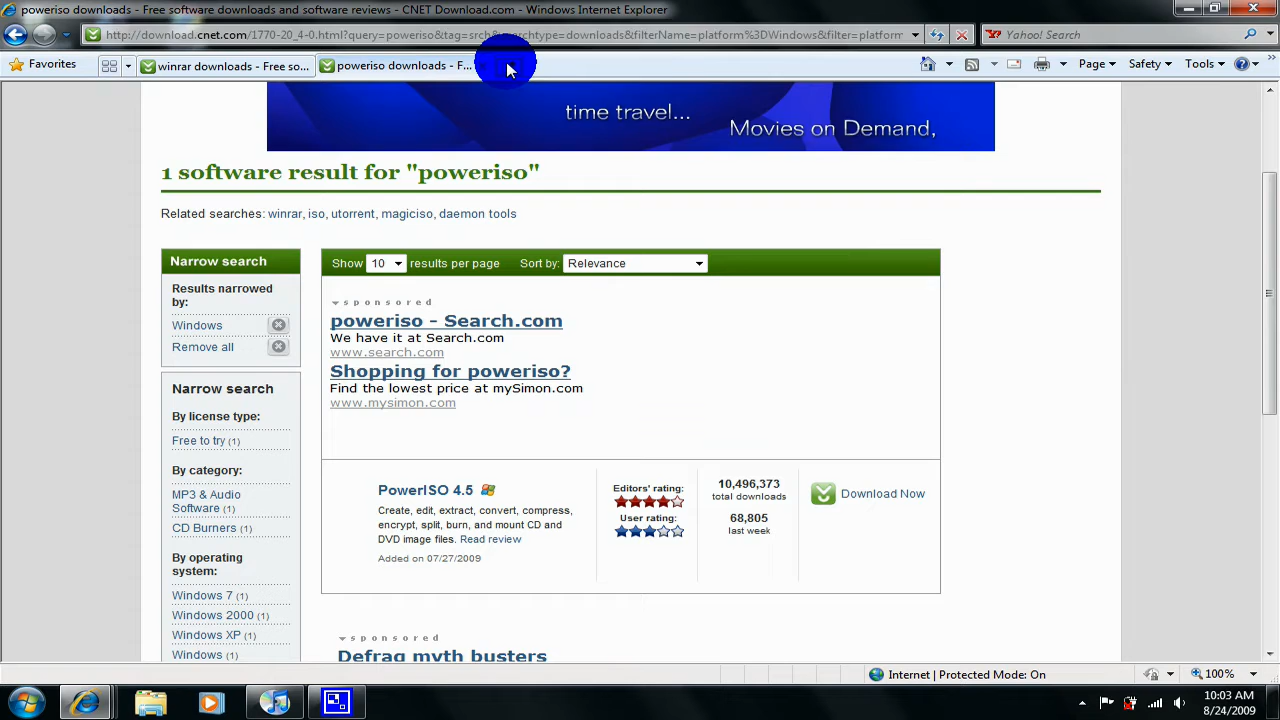 poweriso downloads - Free software downloads and software reviews - CNET Download.com - Windows Internet Explorer
http://download.cnet.com/1770-20_4-0.html?query=poweriso&tag=srch&searchtype=downloads&filterName=platform%3DWindows&filter=platform
Yahoo! Search
Favorites
winrar downloads - Free so...
poweriso downloads - F...
Page
Safety
Tools
time travel...
Movies on Demand,
1 software result for "poweriso"
Related searches: winrar, iso, utorrent, magiciso, daemon tools
Narrow search
Results narrowed
by:
Windows
Remove all
Narrow search
By license type:
Free to try (1)
By category:
MP3 & Audio
Software (1)
CD Burners (1)
By operating
system:
Windows 7 (1)
Windows 2000 (1)
Windows XP (1)
Windows (1)
Show 10 results per page Sort by: Relevance
sponsored
poweriso - Search.com
We have it at Search.com
www.search.com
Shopping for poweriso?
Find the lowest price at mySimon.com
www.mysimon.com
PowerISO 4.5
Create, edit, extract, convert, compress,
encrypt, split, burn, and mount CD and
DVD image files. Read review
Added on 07/27/2009
Editors' rating:
User rating:
10,496,373
total downloads
68,805
last week
Download Now
sponsored
Defrag myth busters
Internet | Protected Mode: On
100%
10:03 AM
8/24/2009